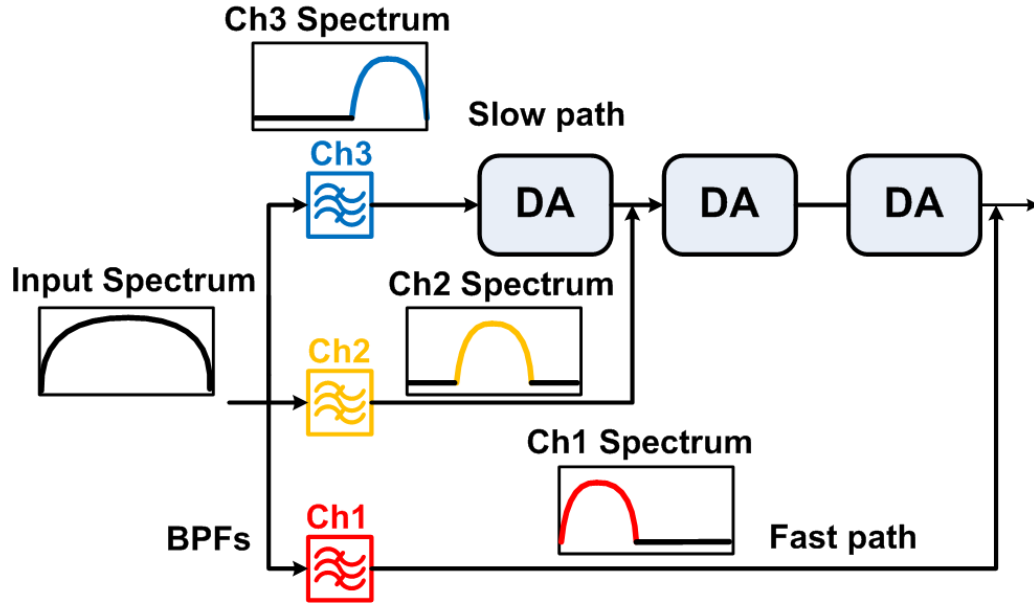 Ch3 Spectrum
Slow path
Ch3
DA
DA
DA
Input Spectrum
Ch2 Spectrum
Ch2
Ch1 Spectrum
Ch1
BPFs
Fast path